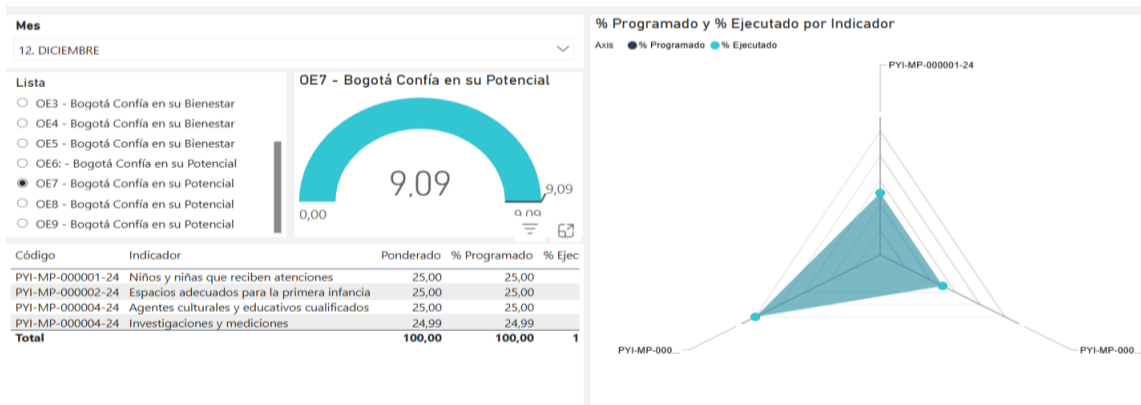 Mes
12. DICIEMBRE
Lista
OE3 - Bogotá Confía en su Bienestar
OE4 - Bogotá Confía en su Bienestar
OE5 - Bogotá Confía en su Bienestar
OE6: - Bogotá Confía en su Potencial
OE7 - Bogotá Confía en su Potencial
OE8 - Bogotá Confía en su Potencial
OE9 - Bogotá Confía en su Potencial
OE7 - Bogotá Confía en su Potencial
9,09
0,00
9,09
Código Indicador Ponderado % Programado % Ejec
PYI-MP-000001-24 Niños y niñas que reciben atenciones 25,00 25,00
PYI-MP-000002-24 Espacios adecuados para la primera infancia 25,00 25,00
PYI-MP-000004-24 Agentes culturales y educativos cualificados 25,00 25,00
PYI-MP-000004-24 Investigaciones y mediciones 24,99 24,99
Total 100,00 100,00 1
% Programado y % Ejecutado por Indicador
Axis % Programado % Ejecutado
PYI-MP-000001-24
PYI-MP-000...
PYI-MP-000...